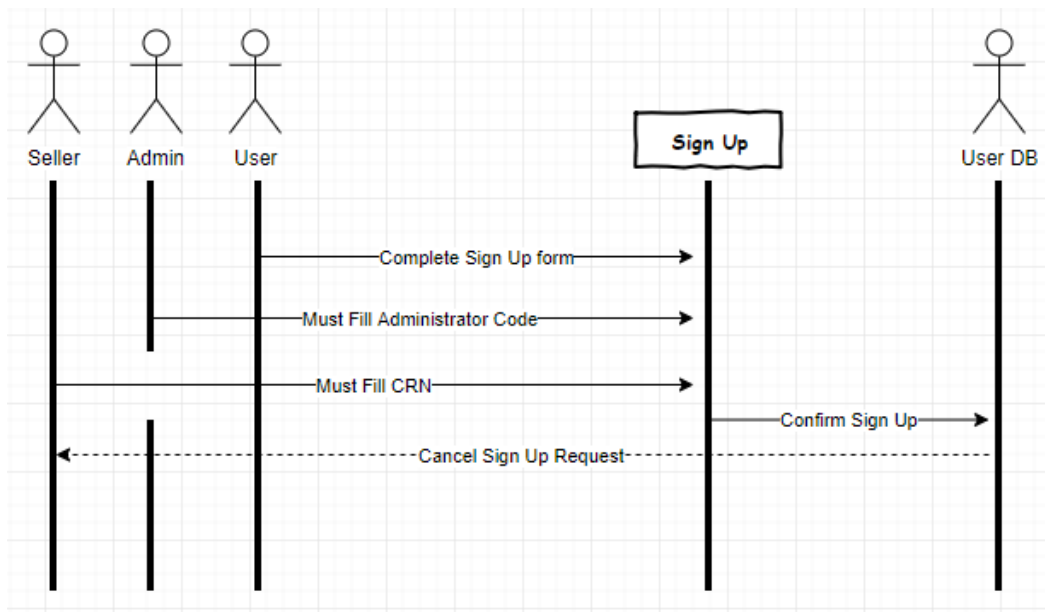 Seller
Admin
User
Sign Up
User DB
Complete Sign Up form
Must Fill Administrator Code
Must Fill CRN
Confirm Sign Up
Cancel Sign Up Request